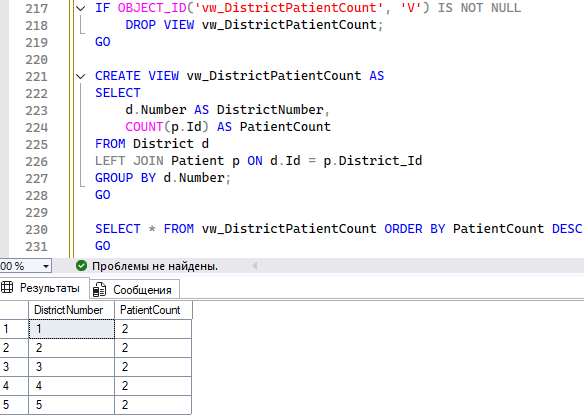 217 IF OBJECT_ID('vw_DistrictPatientCount', 'V') IS NOT NULL
218 DROP VIEW vw_DistrictPatientCount;
219 GO
220
221 CREATE VIEW vw_DistrictPatientCount AS
222 SELECT
223 d.Number AS DistrictNumber,
224 COUNT(p.Id) AS PatientCount
225 FROM District d
226 LEFT JOIN Patient p ON d.Id = p.District_Id
227 GROUP BY d.Number;
228 GO
229
230 SELECT * FROM vw_DistrictPatientCount ORDER BY PatientCount DESC
231 GO
00 % Проблемы не найдены.
Результаты Сообщения
DistrictNumber PatientCount
1 1 2
2 2 2
3 3 2
4 4 2
5 5 2